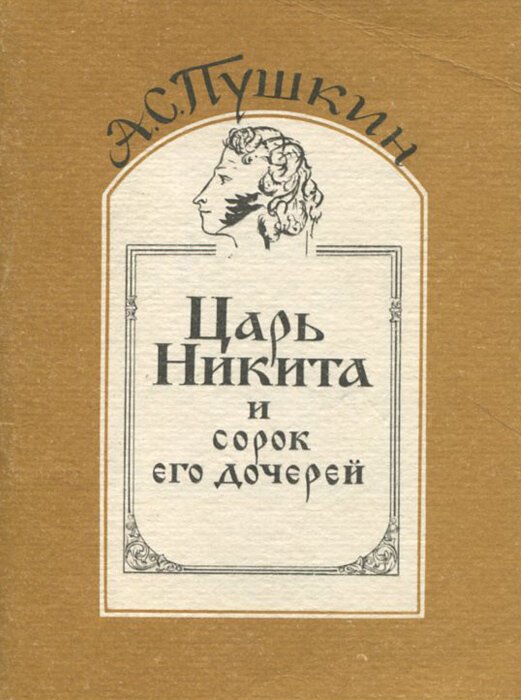 А.С.Пушкин
Царь
Никита
и
сорок
его дочерей